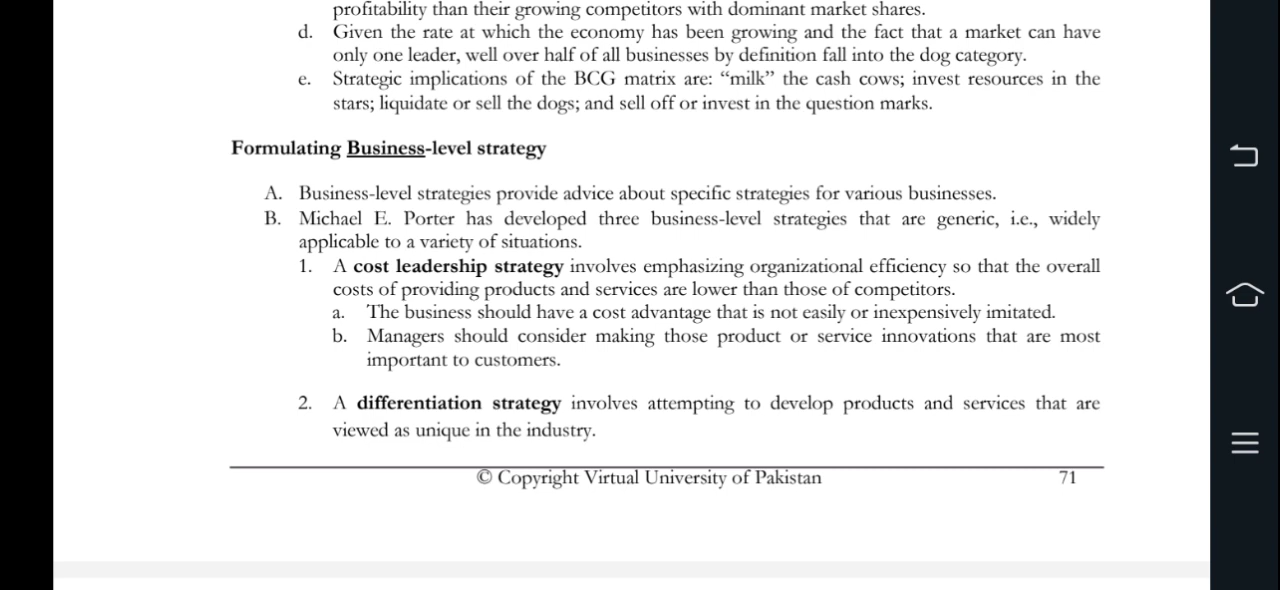 profitability than their growing competitors with dominant market shares.
d. Given the rate at which the economy has been growing and the fact that a market can have
only one leader, well over half of all businesses by definition fall into the dog category.
e. Strategic implications of the BCG matrix are: “milk” the cash cows; invest resources in the
stars; liquidate or sell the dogs; and sell off or invest in the question marks.
Formulating Business-level strategy
A. Business-level strategies provide advice about specific strategies for various businesses.
B. Michael E. Porter has developed three business-level strategies that are generic, i.e., widely
applicable to a variety of situations.
1. A cost leadership strategy involves emphasizing organizational efficiency so that the overall
costs of providing products and services are lower than those of competitors.
a. The business should have a cost advantage that is not easily or inexpensively imitated.
b. Managers should consider making those product or service innovations that are most
important to customers.
2. A differentiation strategy involves attempting to develop products and services that are
viewed as unique in the industry.
© Copyright Virtual University of Pakistan 71